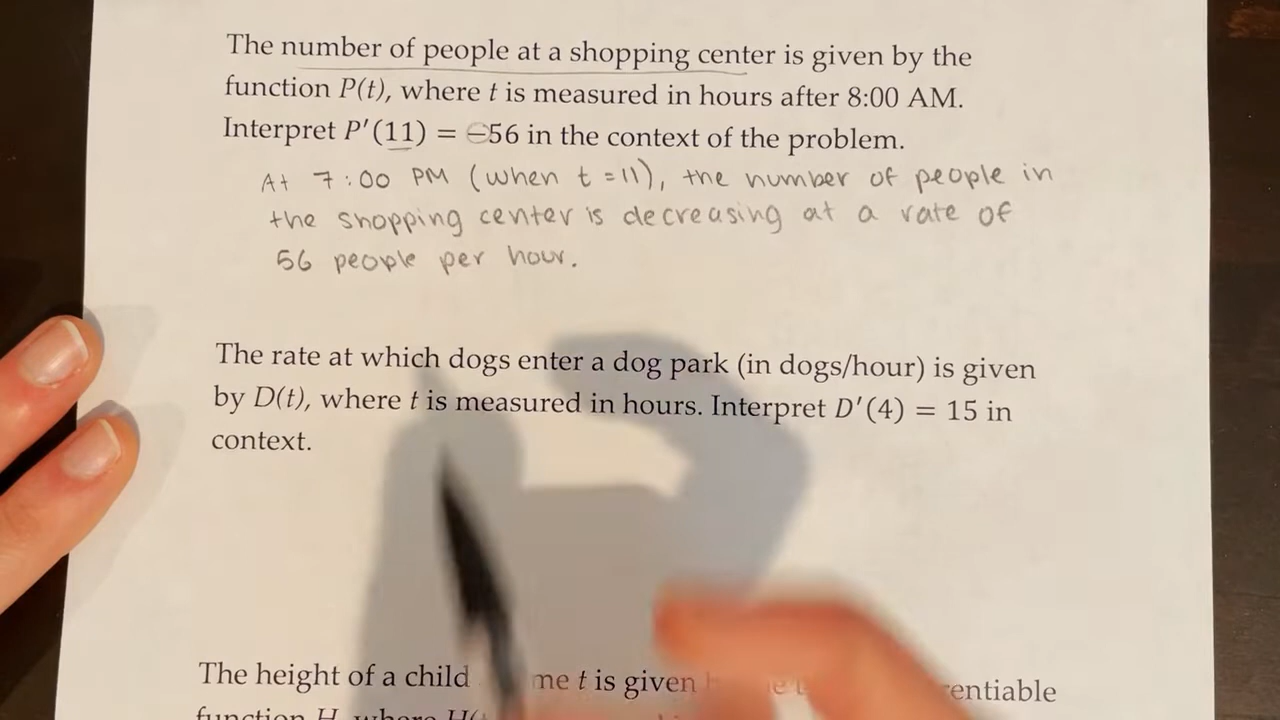 The number of people at a shopping center is given by the
function P(t), where t is measured in hours after 8:00 AM.
Interpret P′(11) = −56 in the context of the problem.
At 7:00 PM (when t = 11), the number of people in
the shopping center is decreasing at a rate of
56 people per hour.
The rate at which dogs enter a dog park (in dogs/hour) is given
by D(t), where t is measured in hours. Interpret D′(4) = 15 in
context.
The height of a child me t is given entiable
function H, where H(t